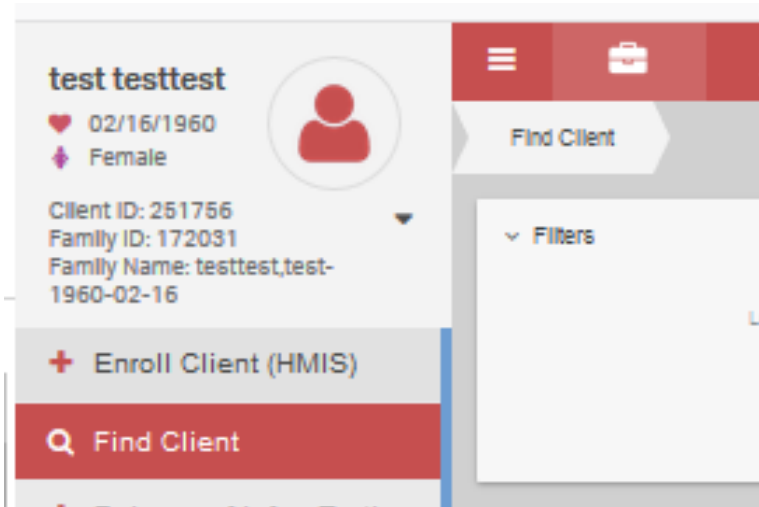 test testtest
02/16/1960
Female
Client ID: 251756
Family ID: 172031
Family Name: testtest,test-
1960-02-16
Enroll Client (HMIS)
Find Client
Find Client
Filters
L